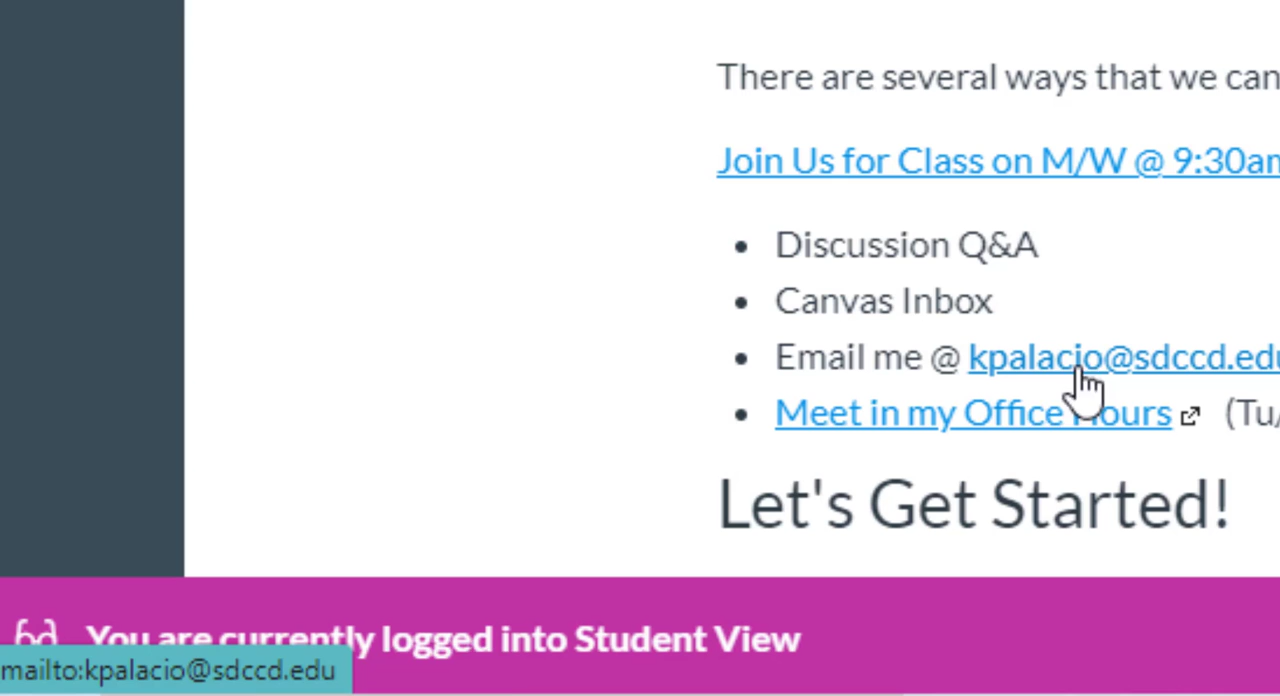 There are several ways that we can
Join Us for Class on M/W @ 9:30am
• Discussion Q&A
• Canvas Inbox
• Email me @ kpalacio@sdccd.edu
• Meet in my Office Hours (Tu/
Let's Get Started!
You are currently logged into Student View
mailto:kpalacio@sdccd.edu